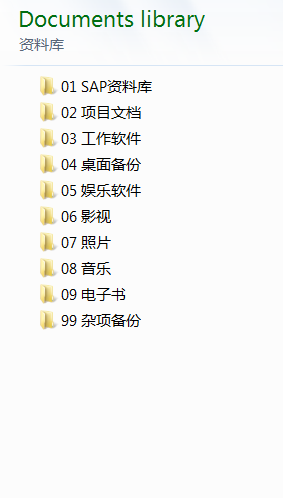 Documents library
资料库
01 SAP资料库
02 项目文档
03 工作软件
04 桌面备份
05 娱乐软件
06 影视
07 照片
08 音乐
09 电子书
99 杂项备份